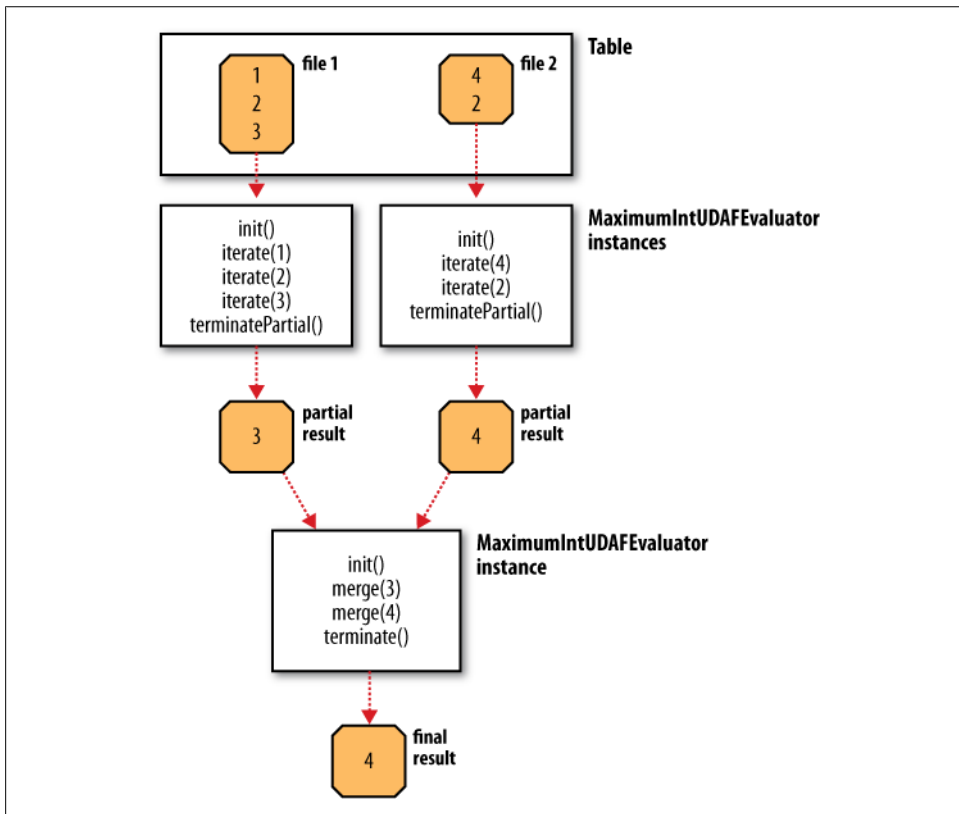 Table
file 1
1
2
3
file 2
4
2
MaximumIntUDAFEvaluator
instances
init()
iterate(1)
iterate(2)
iterate(3)
terminatePartial()
init()
iterate(4)
iterate(2)
terminatePartial()
3
partial
result
4
partial
result
MaximumIntUDAFEvaluator
instance
init()
merge(3)
merge(4)
terminate()
4
final
result